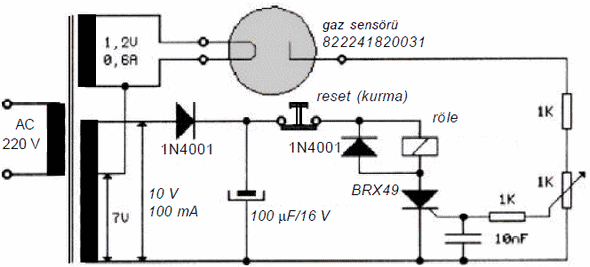 gaz sensörü
822241820031
1,2V
0,6A
AC
220 V
reset (kurma)
röle
1K
1N4001
1N4001
10 V
100 mA
7V
100 µF/16 V
BRX49
1K
1K
10nF